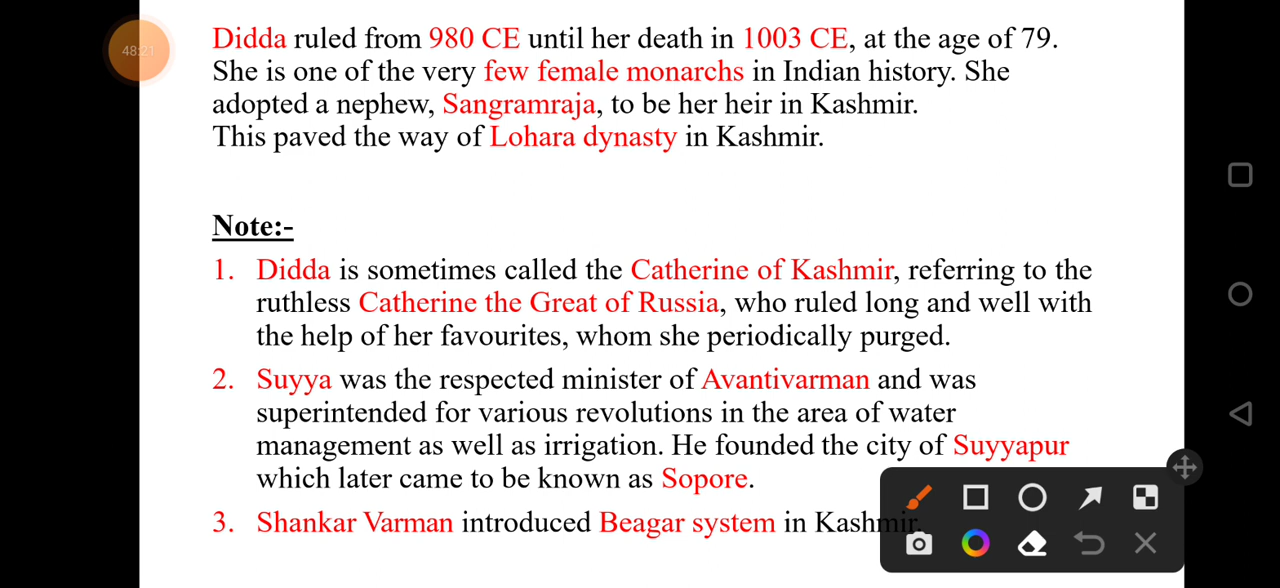 48:21
Didda ruled from 980 CE until her death in 1003 CE, at the age of 79.
She is one of the very few female monarchs in Indian history. She
adopted a nephew, Sangramraja, to be her heir in Kashmir.
This paved the way of Lohara dynasty in Kashmir.
Note:-
1. Didda is sometimes called the Catherine of Kashmir, referring to the
ruthless Catherine the Great of Russia, who ruled long and well with
the help of her favourites, whom she periodically purged.
2. Suyya was the respected minister of Avantivarman and was
superintended for various revolutions in the area of water
management as well as irrigation. He founded the city of Suyyapur
which later came to be known as Sopore.
3. Shankar Varman introduced Beagar system in Kashmir.